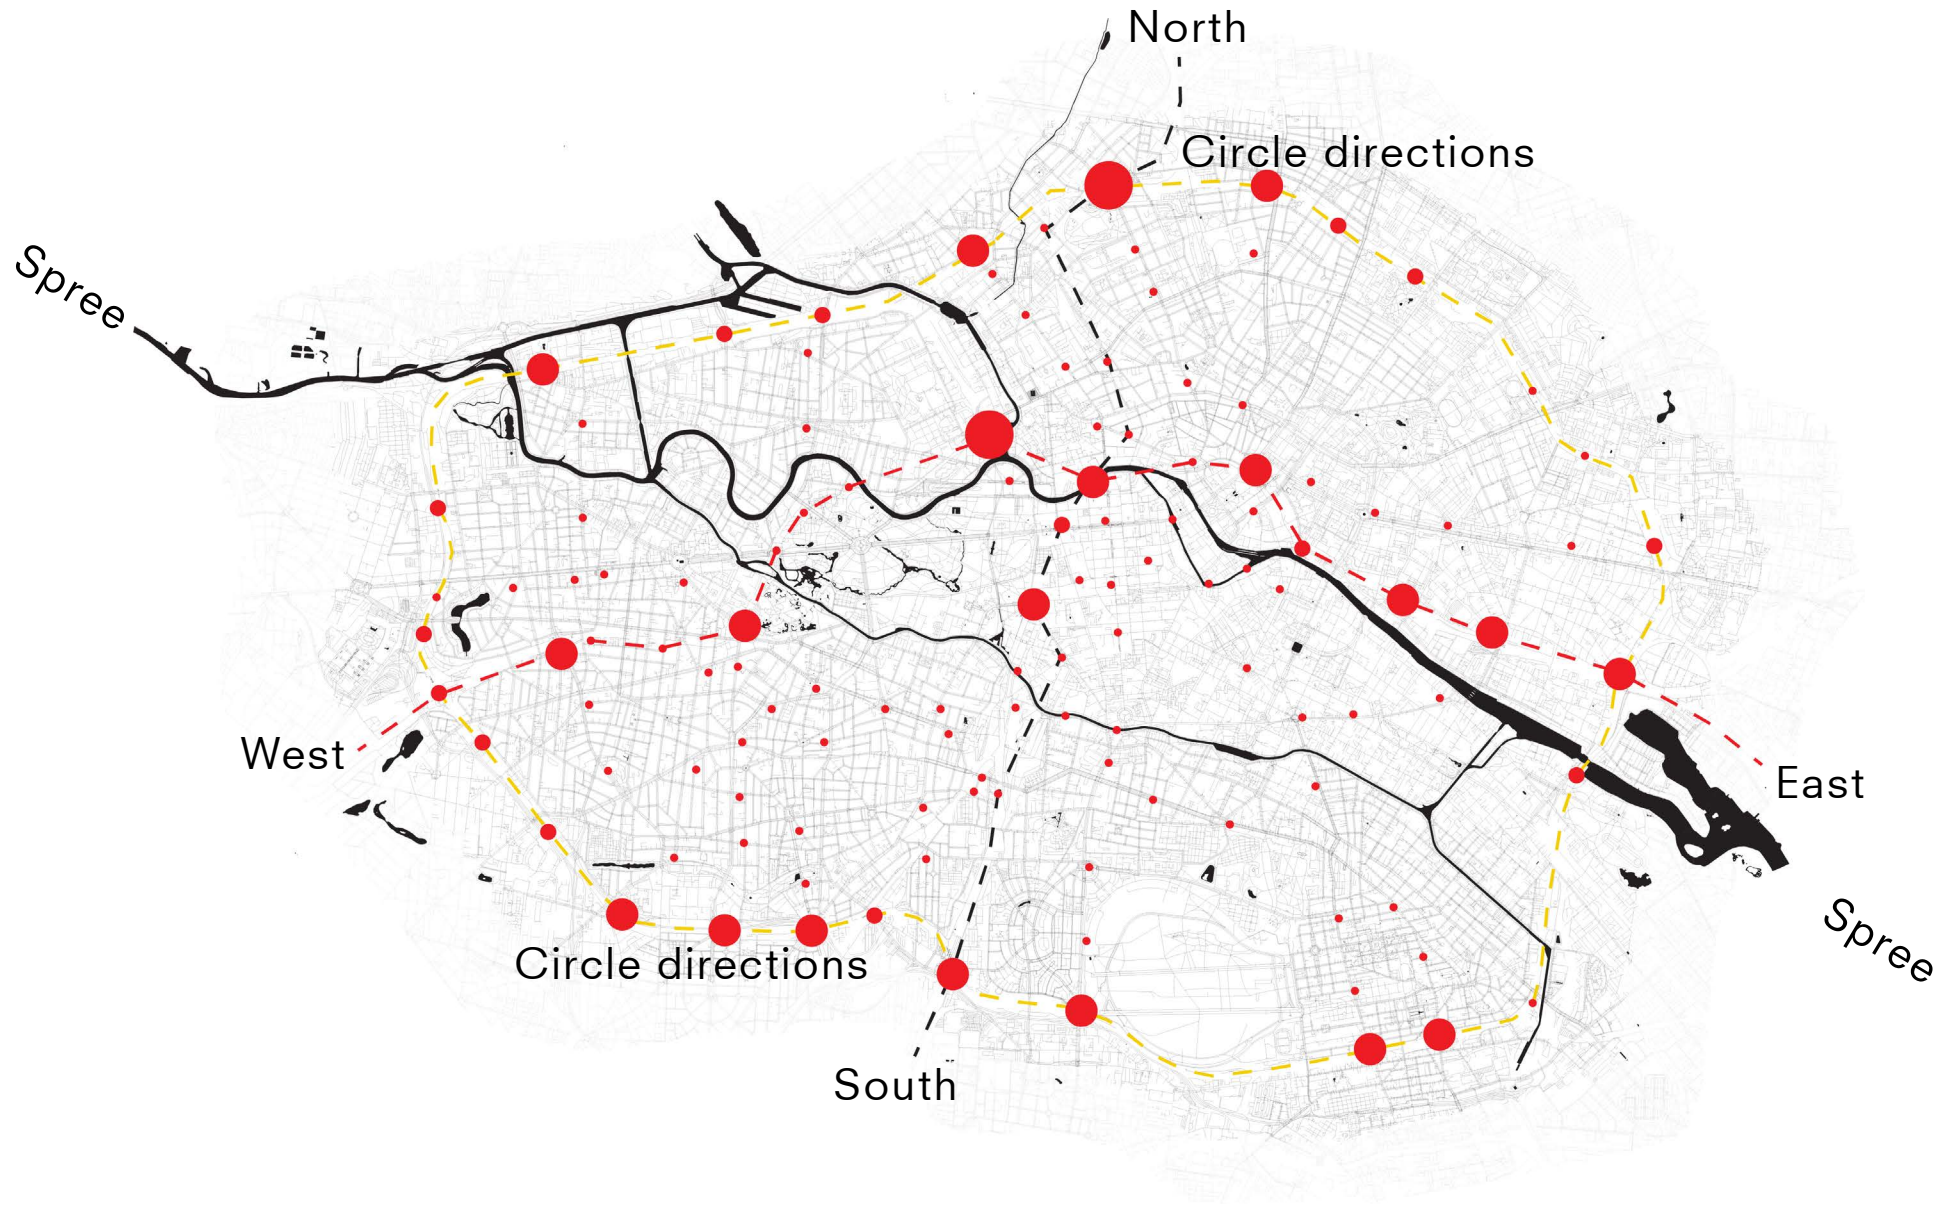 North
Circle directions
Spree
West
East
Spree
Circle directions
South